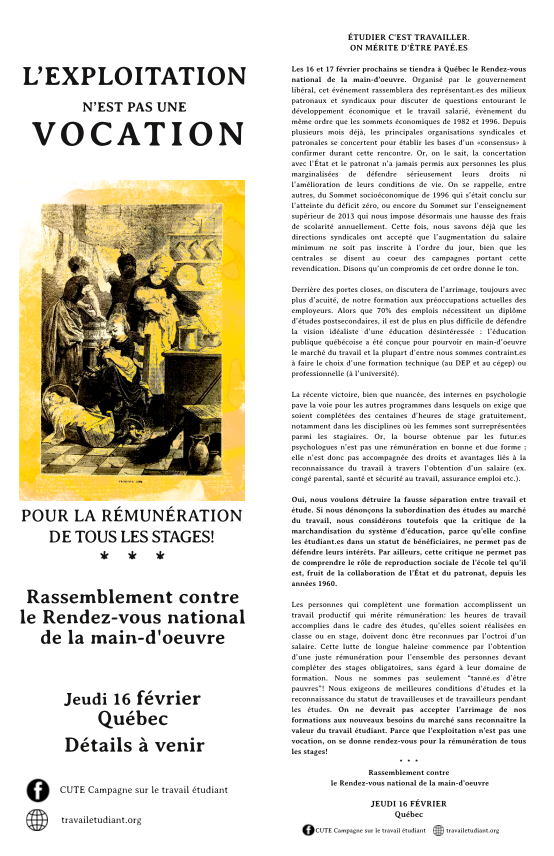 L'EXPLOITATION
N'EST PAS UNE
VOCATION
POUR LA RÉMUNÉRATION
DE TOUS LES STAGES!
Rassemblement contre
le Rendez-vous national
de la main-d'oeuvre
Jeudi 16 février
Québec
Détails à venir
CUTE Campagne sur le travail étudiant
travailetudiant.org
ÉTUDIER C'EST TRAVAILLER.
ON MÉRITE D'ÊTRE PAYÉ.ES
Les 16 et 17 février prochains se tiendra à Québec le Rendez-vous
national de la main-d'œuvre. Organisé par le gouvernement
libéral, cet événement rassemblera des représentant.es des milieux
patronaux et syndicaux pour discuter de questions entourant le
développement économique et le travail salarié, évènement du
même ordre que les sommets économiques de 1982 et 1996. Depuis
plusieurs mois déjà, les principales organisations syndicales et
patronales se concertent pour établir les bases d'un «consensus» à
confirmer durant cette rencontre. Or, on le sait, la concertation
avec l'État et le patronat n'a jamais permis aux personnes les plus
marginalisées de défendre sérieusement leurs droits ni
l'amélioration de leurs conditions de vie. On se rappelle, entre
autres, du Sommet socioéconomique de 1996 qui s'était conclu sur
l'atteinte du déficit zéro, ou encore du Sommet sur l'enseignement
supérieur de 2013 qui nous impose désormais une hausse des frais
de scolarité annuellement. Cette fois, nous savons déjà que les
directions syndicales ont accepté que l'augmentation du salaire
minimum ne soit pas inscrite à l'ordre du jour, bien que les
centrales se disent au coeur des campagnes portant cette
revendication. Disons qu'un compromis de cet ordre donne le ton.
Derrière des portes closes, on discutera de l'arrimage, toujours avec
plus d'acuité, de notre formation aux préoccupations actuelles des
employeurs. Alors que 70% des emplois nécessitent un diplôme
d'études postsecondaires, il est de plus en plus difficile de défendre
la vision idéaliste d'une éducation désintéressée : l'éducation
publique québécoise a été conçue pour pourvoir en main-d'oeuvre
le marché du travail et la plupart d'entre nous sommes contraint.es
à faire le choix d'une formation technique (au DEP et au cégep) ou
professionnelle (à l'université).
La récente victoire, bien que nuancée, des internes en psychologie
pave la voie pour les autres programmes dans lesquels on exige que
soient complétées des centaines d'heures de stage gratuitement,
notamment dans les disciplines où les femmes sont surreprésentées
parmi les stagiaires. Or, la bourse obtenue par les futur.es
psychologues n'est pas une rémunération en bonne et due forme ;
elle n'est donc pas accompagnée des droits et avantages liés à la
reconnaissance du travail à travers l'obtention d'un salaire (ex.
congé parental, santé et sécurité au travail, assurance emploi etc.).
Oui, nous voulons détruire la fausse séparation entre travail et
étude. Si nous dénonçons la subordination des études au marché
du travail, nous considérons toutefois que la critique de la
marchandisation du système d'éducation, parce qu'elle confine
les étudiant.es dans un statut de bénéficiaires, ne permet pas de
défendre leurs intérêts. Par ailleurs, cette critique ne permet pas
de comprendre le rôle de reproduction sociale de l'école tel qu'il
est, fruit de la collaboration de l'État et du patronat, depuis les
années 1960.
Les personnes qui complètent une formation accomplissent un
travail productif qui mérite rémunération: les heures de travail
accomplies dans le cadre des études, qu'elles soient réalisées en
classe ou en stage, doivent donc être reconnues par l'octroi d'un
salaire. Cette lutte de longue haleine commence par l'obtention
d'une juste rémunération pour l'ensemble des personnes devant
compléter des stages obligatoires, sans égard à leur domaine de
formation. Nous ne sommes pas seulement "tanné.es d'être
pauvres"! Nous exigeons de meilleures conditions d'études et la
reconnaissance du statut de travailleuses et de travailleurs pendant
les études. On ne devrait pas accepter l'arrimage de nos
formations aux nouveaux besoins du marché sans reconnaître la
valeur du travail étudiant. Parce que l'exploitation n'est pas une
vocation, on se donne rendez-vous pour la rémunération de tous
les stages!
* * *
Rassemblement contre
le Rendez-vous national de la main-d'oeuvre
JEUDI 16 FÉVRIER
Québec
CUTE Campagne sur le travail étudiant travailetudiant.org